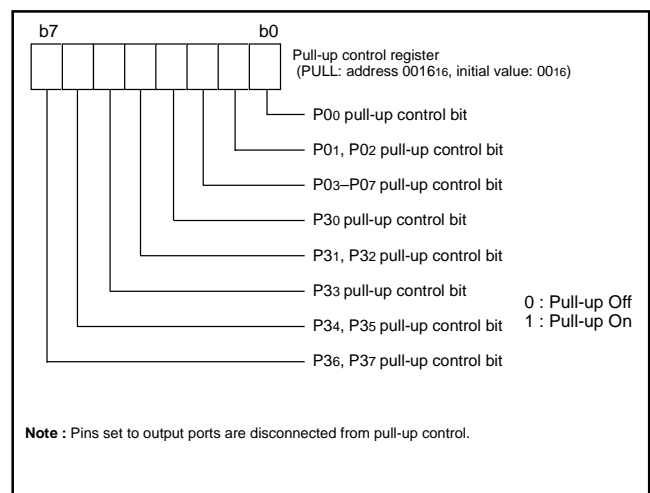 b7 b0
Pull-up control register
(PULL: address 001616, initial value: 0016)
P00 pull-up control bit
P01, P02 pull-up control bit
P03–P07 pull-up control bit
P30 pull-up control bit
P31, P32 pull-up control bit
P33 pull-up control bit
0 : Pull-up Off
P34, P35 pull-up control bit
1 : Pull-up On
P36, P37 pull-up control bit
Note : Pins set to output ports are disconnected from pull-up control.